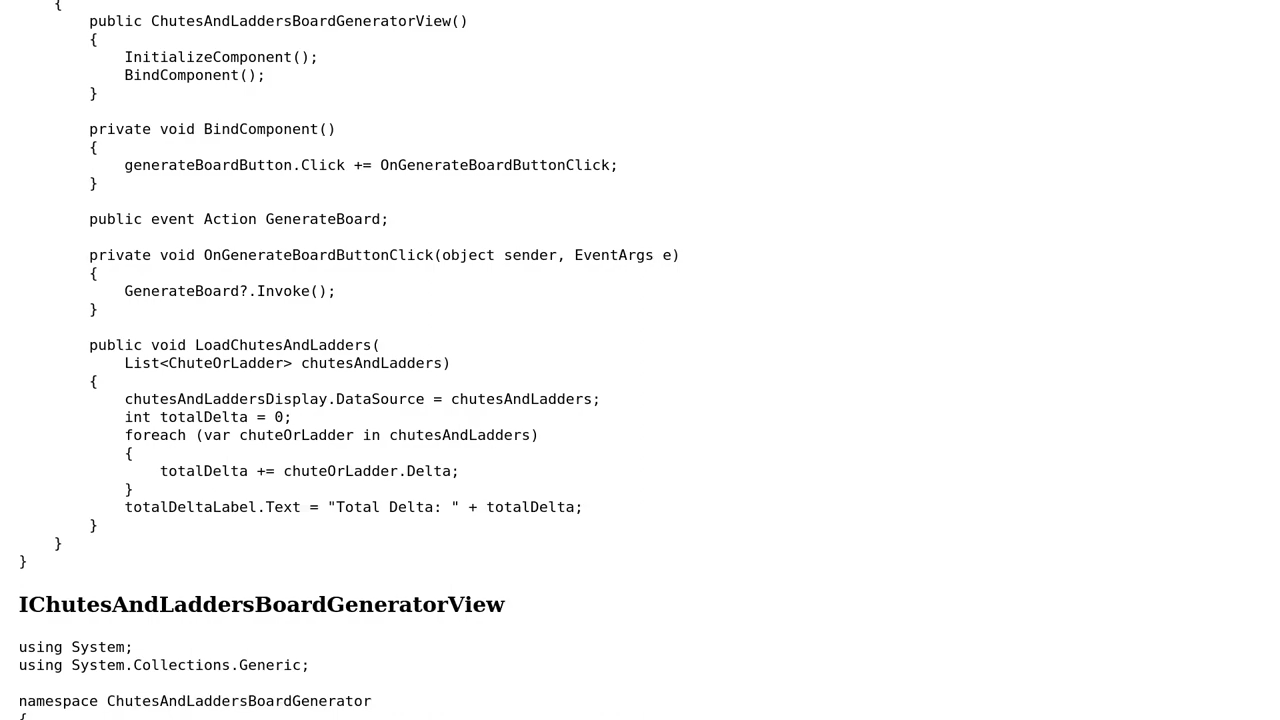 {
public ChutesAndLaddersBoardGeneratorView()
{
InitializeComponent();
BindComponent();
}
private void BindComponent()
{
generateBoardButton.Click += OnGenerateBoardButtonClick;
}
public event Action GenerateBoard;
private void OnGenerateBoardButtonClick(object sender, EventArgs e)
{
GenerateBoard?.Invoke();
}
public void LoadChutesAndLadders(
List<ChuteOrLadder> chutesAndLadders)
{
chutesAndLaddersDisplay.DataSource = chutesAndLadders;
int totalDelta = 0;
foreach (var chuteOrLadder in chutesAndLadders)
{
totalDelta += chuteOrLadder.Delta;
}
totalDeltaLabel.Text = "Total Delta: " + totalDelta;
}
}
}
IChutesAndLaddersBoardGeneratorView
using System;
using System.Collections.Generic;
namespace ChutesAndLaddersBoardGenerator
{